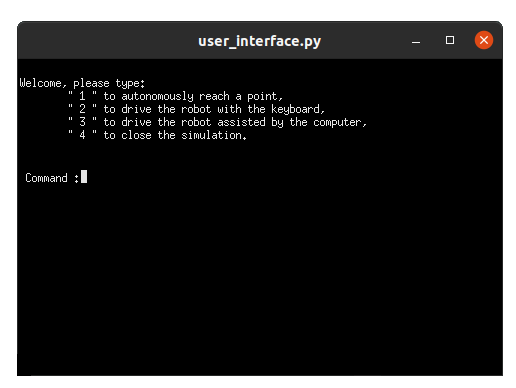 user_interface.py
Welcome, please type:
" 1 " to autonomously reach a point,
" 2 " to drive the robot with the keyboard,
" 3 " to drive the robot assisted by the computer,
" 4 " to close the simulation.
Command :